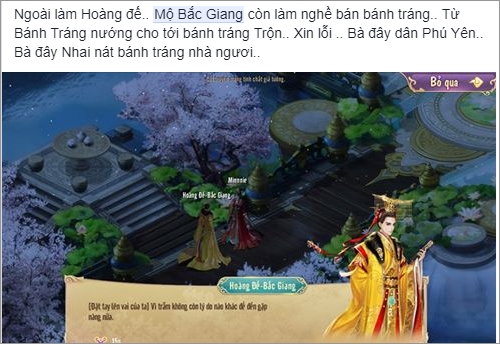 Ngoài làm Hoàng đế.. Mộ Bắc Giang còn làm nghề bán bánh tráng.. Từ
Bánh Tráng nướng cho tới bánh tráng Trộn.. Xin lỗi .. Bà đây dân Phú Yên..
Bà đây Nhai nát bánh tráng nhà ngươi..
Bỏ qua
Minnoie
Hoàng Đế-Bắc Giang
Hoàng Đế-Bắc Giang
[Đặt tay lên vai của ta] Vì trẫm không còn lý do nào khác để đến gặp
nàng nữa.